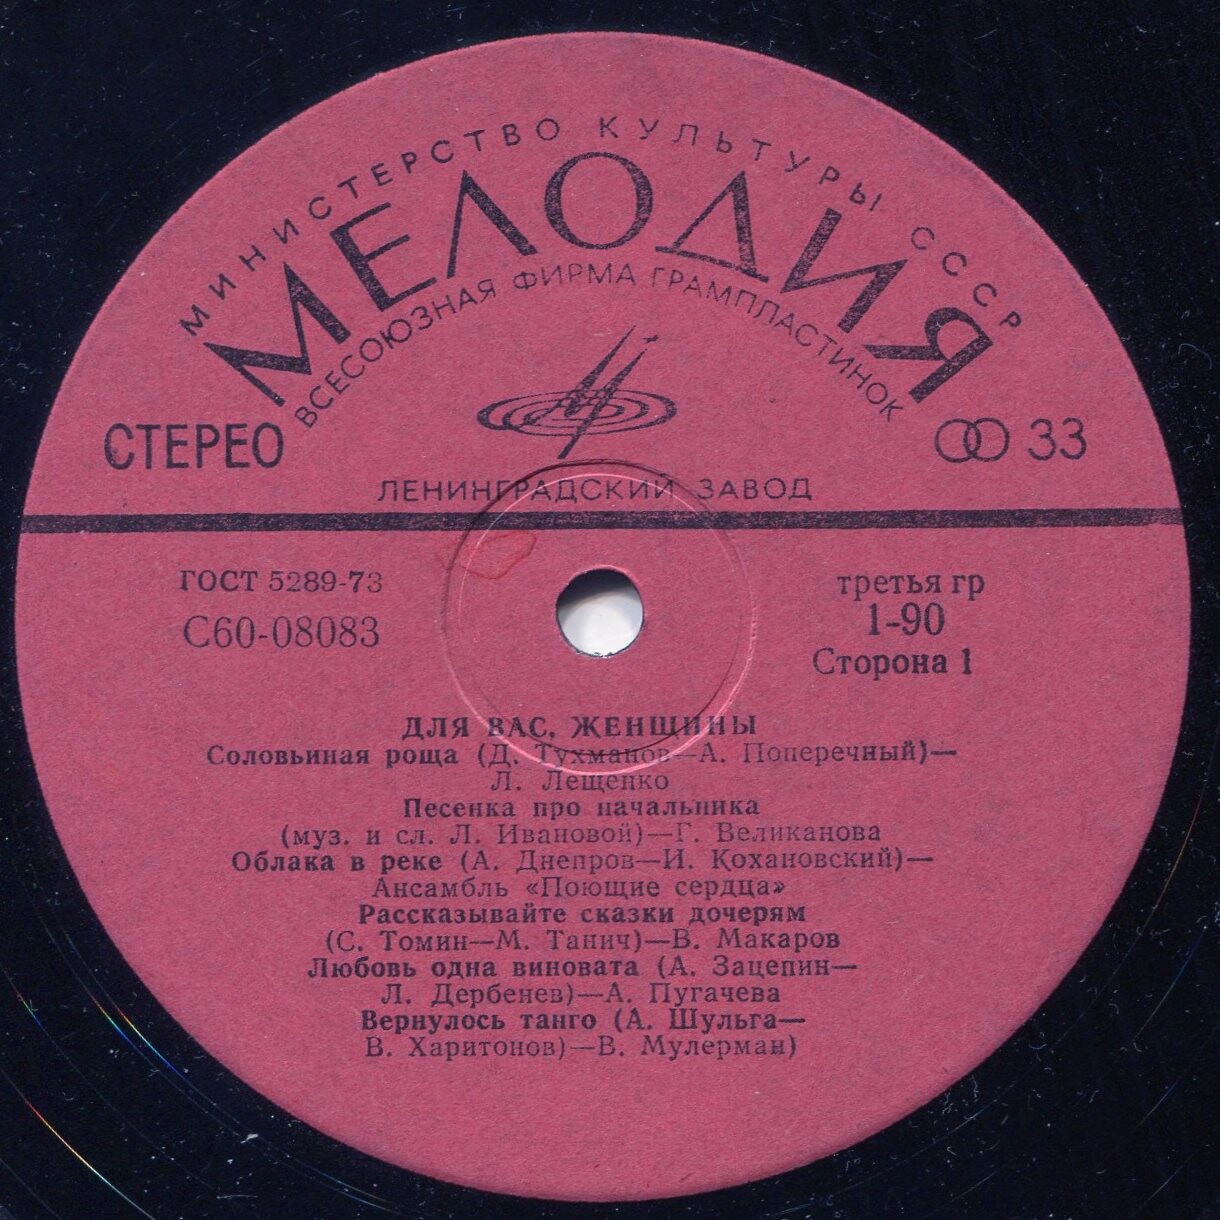 МИНИСТЕРСТВО КУЛЬТУРЫ СССР
МЕЛОДИЯ
ВСЕСОЮЗНАЯ ФИРМА ГРАМПЛАСТИНОК
СТЕРЕО
33
ЛЕНИНГРАДСКИЙ ЗАВОД
ГОСТ 5289-73
третья гр
С60-08083
1-90
Сторона 1
ДЛЯ ВАС, ЖЕНЩИНЫ
Соловьиная роща (Д. Тухманов—А. Поперечный)—
Л. Лещенко
Песенка про начальника
(муз. и сл. Л. Ивановой)—Г. Великанова
Облака в реке (А. Днепров—И. Кохановский)—
Ансамбль «Поющие сердца»
Рассказывайте сказки дочерям
(С. Томин—М. Танич)—В. Макаров
Любовь одна виновата (А. Зацепин—
Л. Дербенев)—А. Пугачева
Вернулось танго (А. Шульга—
В. Харитонов)—В. Мулерман)